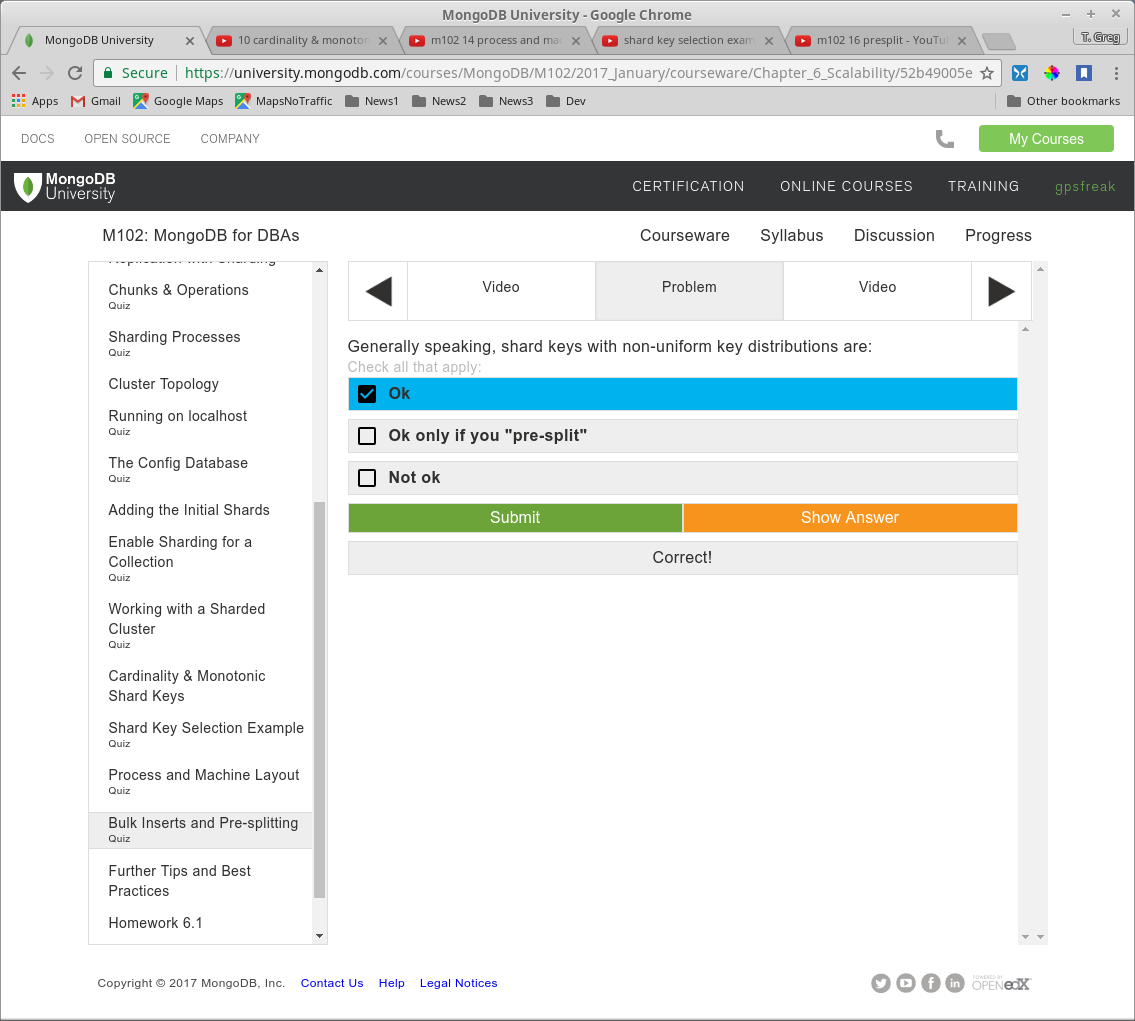 MongoDB University - Google Chrome
MongoDB University
10 cardinality & monoton
m102 14 process and ma
shard key selection exam
m102 16 presplit - YouTu
T. Greg
Secure https://university.mongodb.com/courses/MongoDB/M102/2017_January/courseware/Chapter_6_Scalability/52b49005e
Apps Gmail Google Maps MapsNoTraffic News1 News2 News3 Dev Other bookmarks
DOCS OPEN SOURCE COMPANY My Courses
MongoDB
University
CERTIFICATION ONLINE COURSES TRAINING gpsfreak
M102: MongoDB for DBAs
Courseware Syllabus Discussion Progress
Replication with Sharding
Chunks & Operations
Quiz
Sharding Processes
Quiz
Cluster Topology
Running on localhost
Quiz
The Config Database
Quiz
Adding the Initial Shards
Enable Sharding for a
Collection
Quiz
Working with a Sharded
Cluster
Quiz
Cardinality & Monotonic
Shard Keys
Shard Key Selection Example
Quiz
Process and Machine Layout
Quiz
Bulk Inserts and Pre-splitting
Quiz
Further Tips and Best
Practices
Homework 6.1
Video Problem Video
Generally speaking, shard keys with non-uniform key distributions are:
Check all that apply:
Ok
Ok only if you "pre-split"
Not ok
Submit Show Answer
Correct!
Copyright © 2017 MongoDB, Inc. Contact Us Help Legal Notices
POWERED BY
OPEN edX